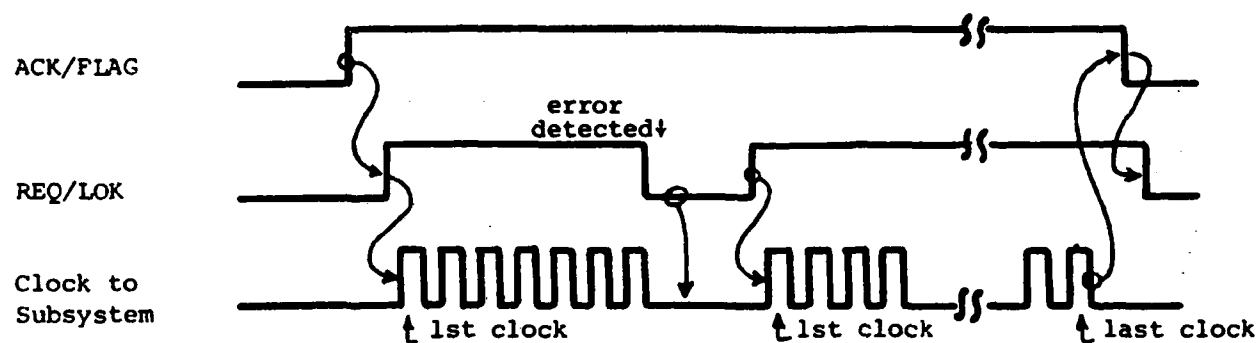 ACK/FLAG
error
detected↓
REQ/LOK
Clock to
Subsystem
1st clock
1st clock
last clock